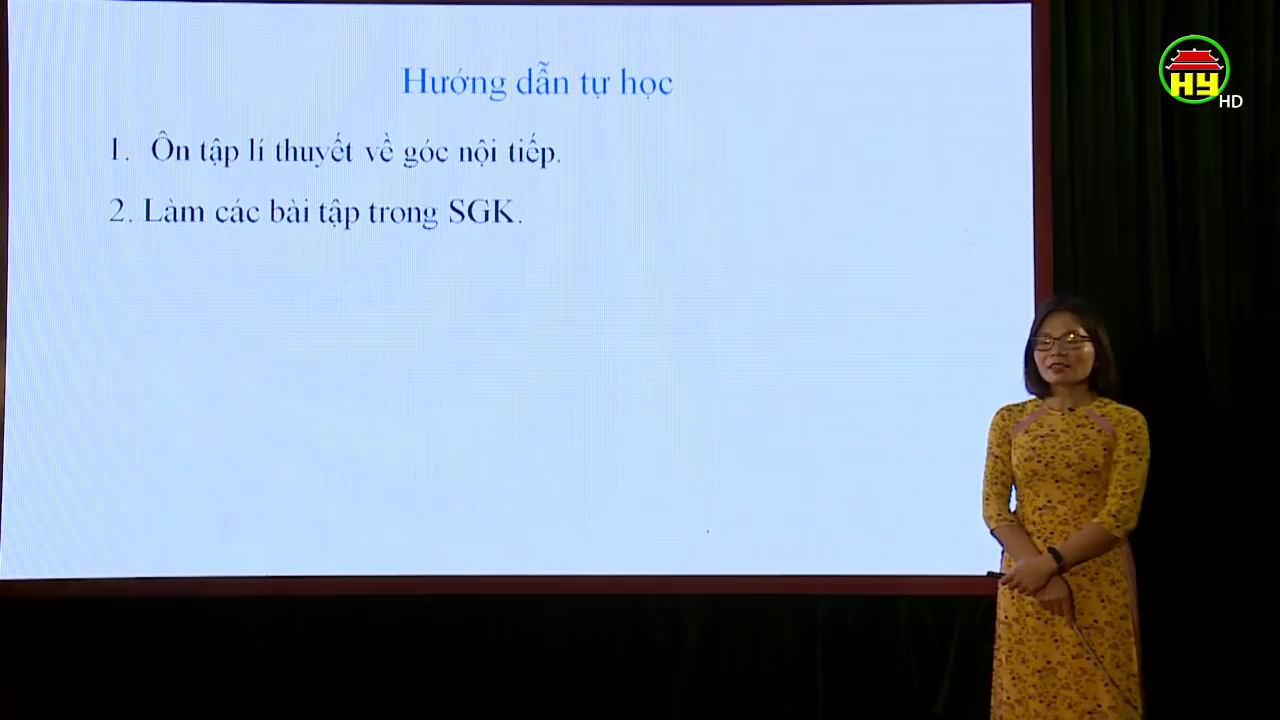 Hướng dẫn tự học
1. Ôn tập lí thuyết về góc nội tiếp.
2. Làm các bài tập trong SGK.
HY
HD